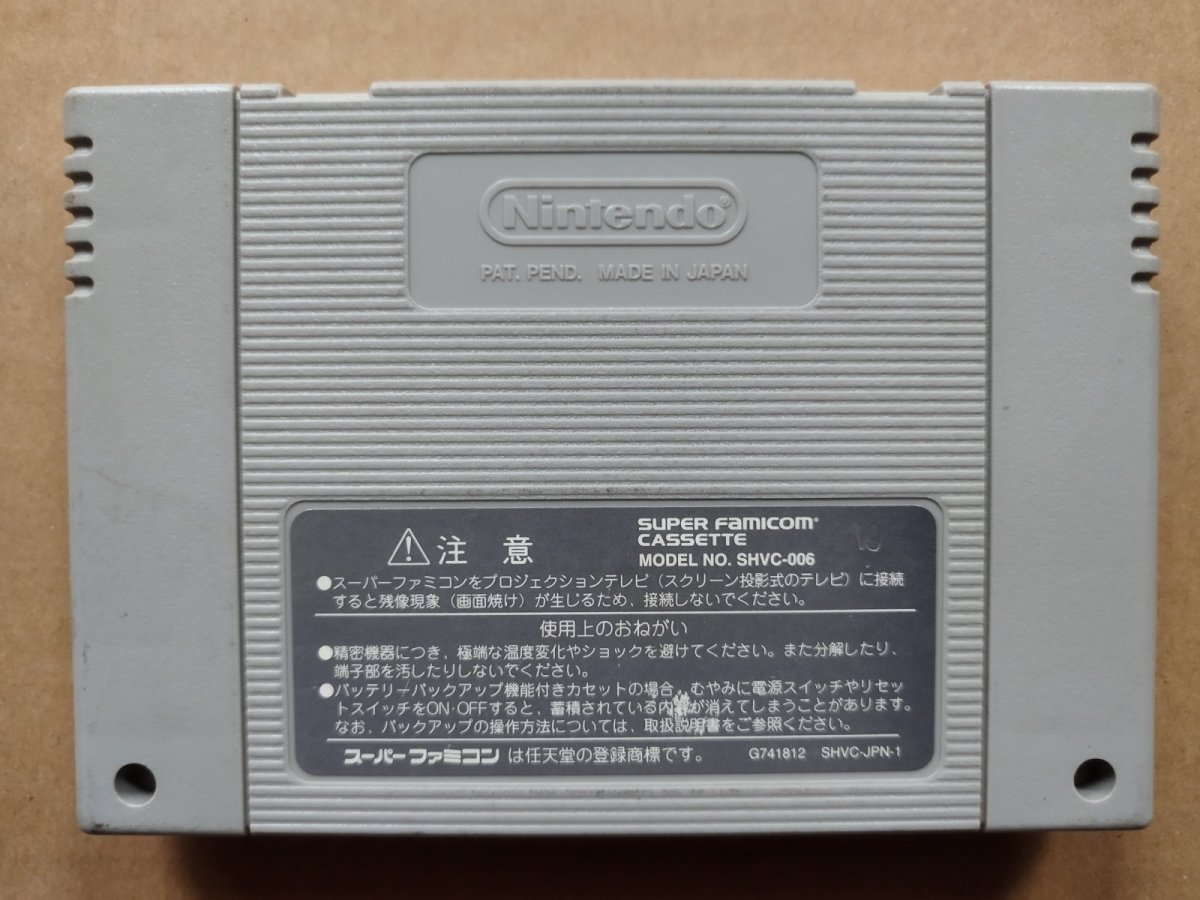 Nintendo®
PAT. PEND. MADE IN JAPAN
注意
SUPER FAMICOM®
CASSETTE
MODEL NO. SHVC-006
●スーパーファミコンをプロジェクションテレビ（スクリーン投影式のテレビ）に接続
すると残像現象（画面焼け）が生じるため、接続しないでください。
使用上のおねがい
●精密機器につき、極端な温度変化やショックを避けてください。また分解したり、
端子部を汚したりしないでください。
●バッテリーバックアップ機能付きカセットの場合、むやみに電源スイッチやリセッ
トスイッチをON・OFFすると、蓄積されている内容が消えてしまうことがあります。
なお、バックアップの操作方法については、取扱説明書をご参照ください。
スーパーファミコンは任天堂の登録商標です。 G741812 SHVC-JPN-1